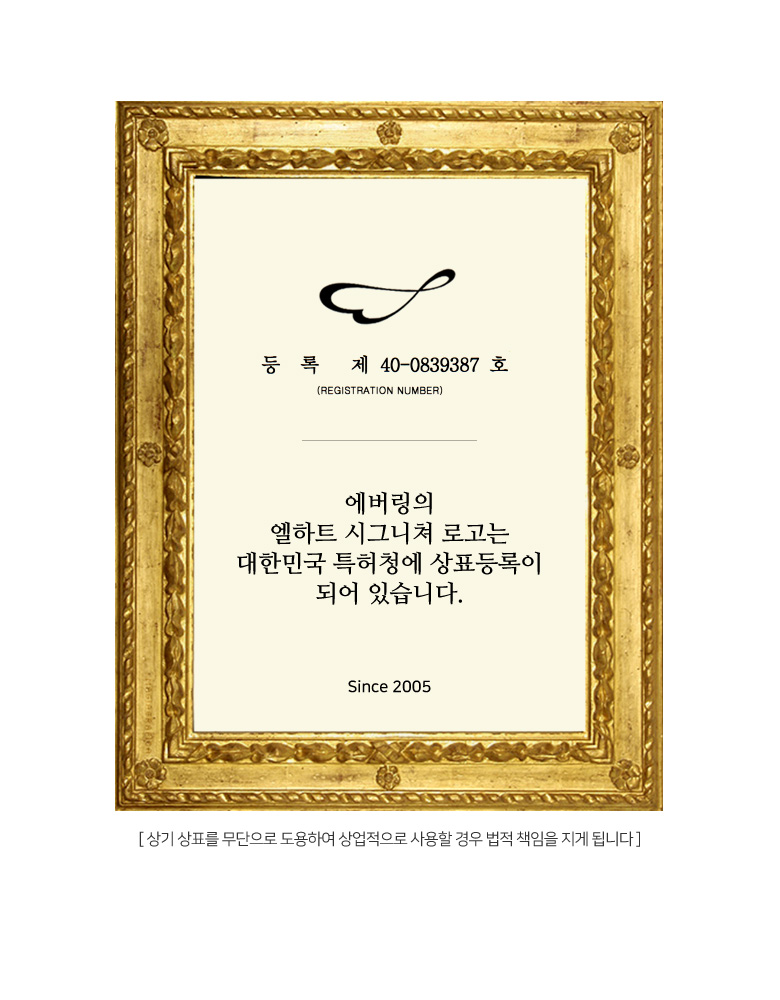 등 록 제 40-0839387 호
(REGISTRATION NUMBER)
에버링의
엘하트 시그니쳐 로고는
대한민국 특허청에 상표등록이
되어 있습니다.
Since 2005
[ 상기 상표를 무단으로 도용하여 상업적으로 사용할 경우 법적 책임을 지게 됩니다 ]